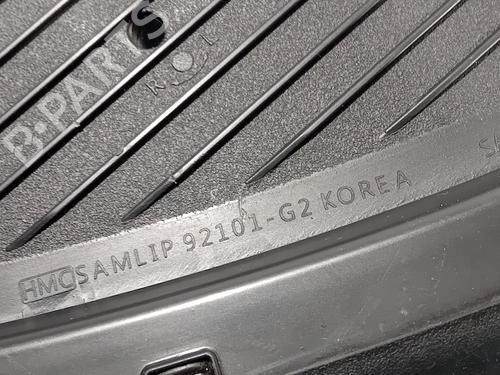 B-PARTS
R L
HMC SAMLIP 92101-G2 KOREA